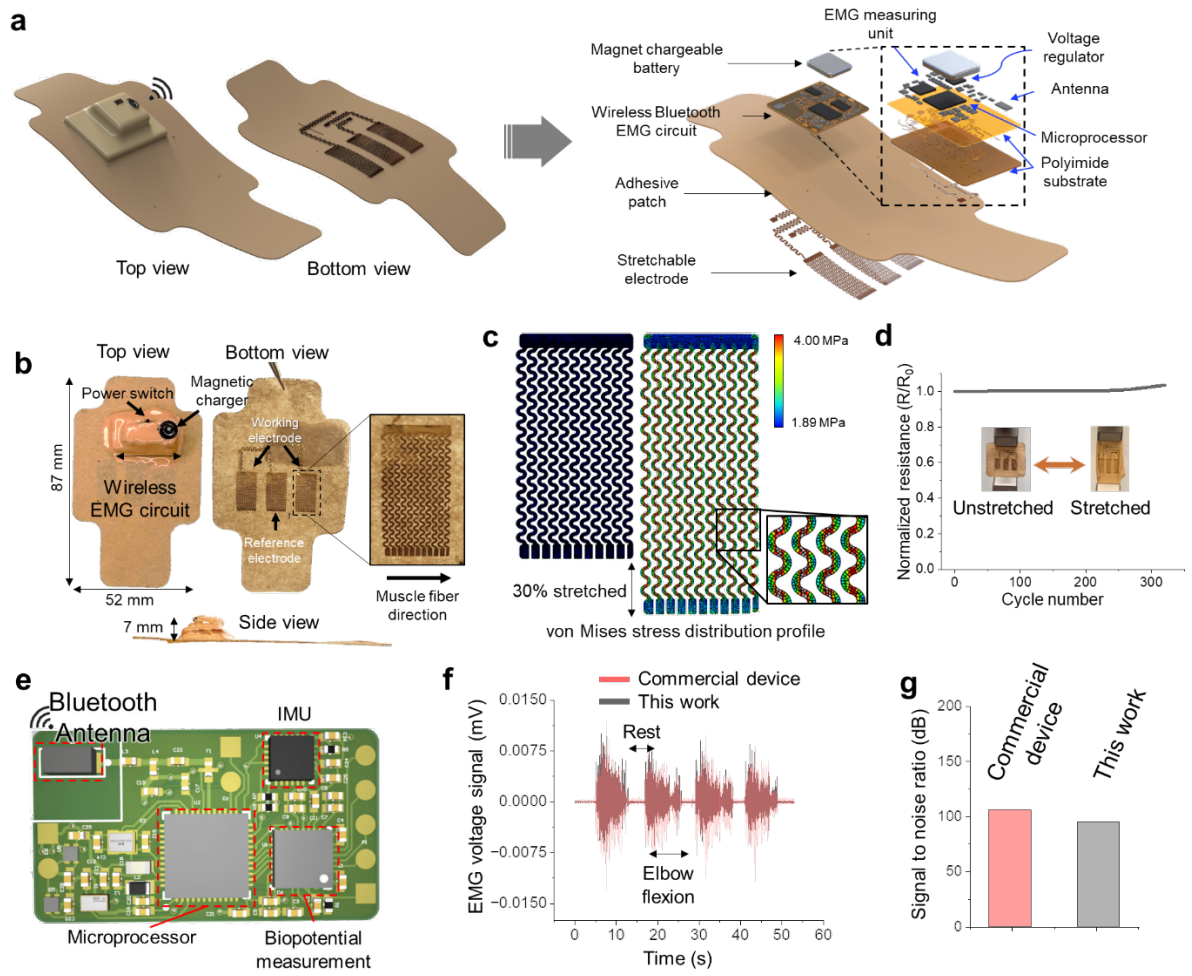 a
Top view
Bottom view
Magnet chargeable
battery
Wireless Bluetooth
EMG circuit
Adhesive
patch
Stretchable
electrode
EMG measuring
unit
Voltage
regulator
Antenna
Microprocessor
Polyimide
substrate
b
Top view
Power switch
Magnetic
charger
87 mm
Wireless
EMG circuit
52 mm
Bottom view
Working
electrode
Reference
electrode
Muscle fiber
direction
7 mm
Side view
c
4.00 MPa
1.89 MPa
30% stretched
von Mises stress distribution profile
d
Normalized resistance (R/R0)
1.0
0.8
0.6
0.4
0.2
0.0
Unstretched
Stretched
0
100
200
300
Cycle number
e
Bluetooth
Antenna
IMU
Microprocessor
Biopotential
measurement
f
Commercial device
This work
EMG voltage signal (mV)
0.0150
0.0075
0.0000
−0.0075
−0.0150
Rest
Elbow
flexion
0
10
20
30
40
50
60
Time (s)
g
Signal to noise ratio (dB)
200
150
100
50
0
Commercial
device
This work